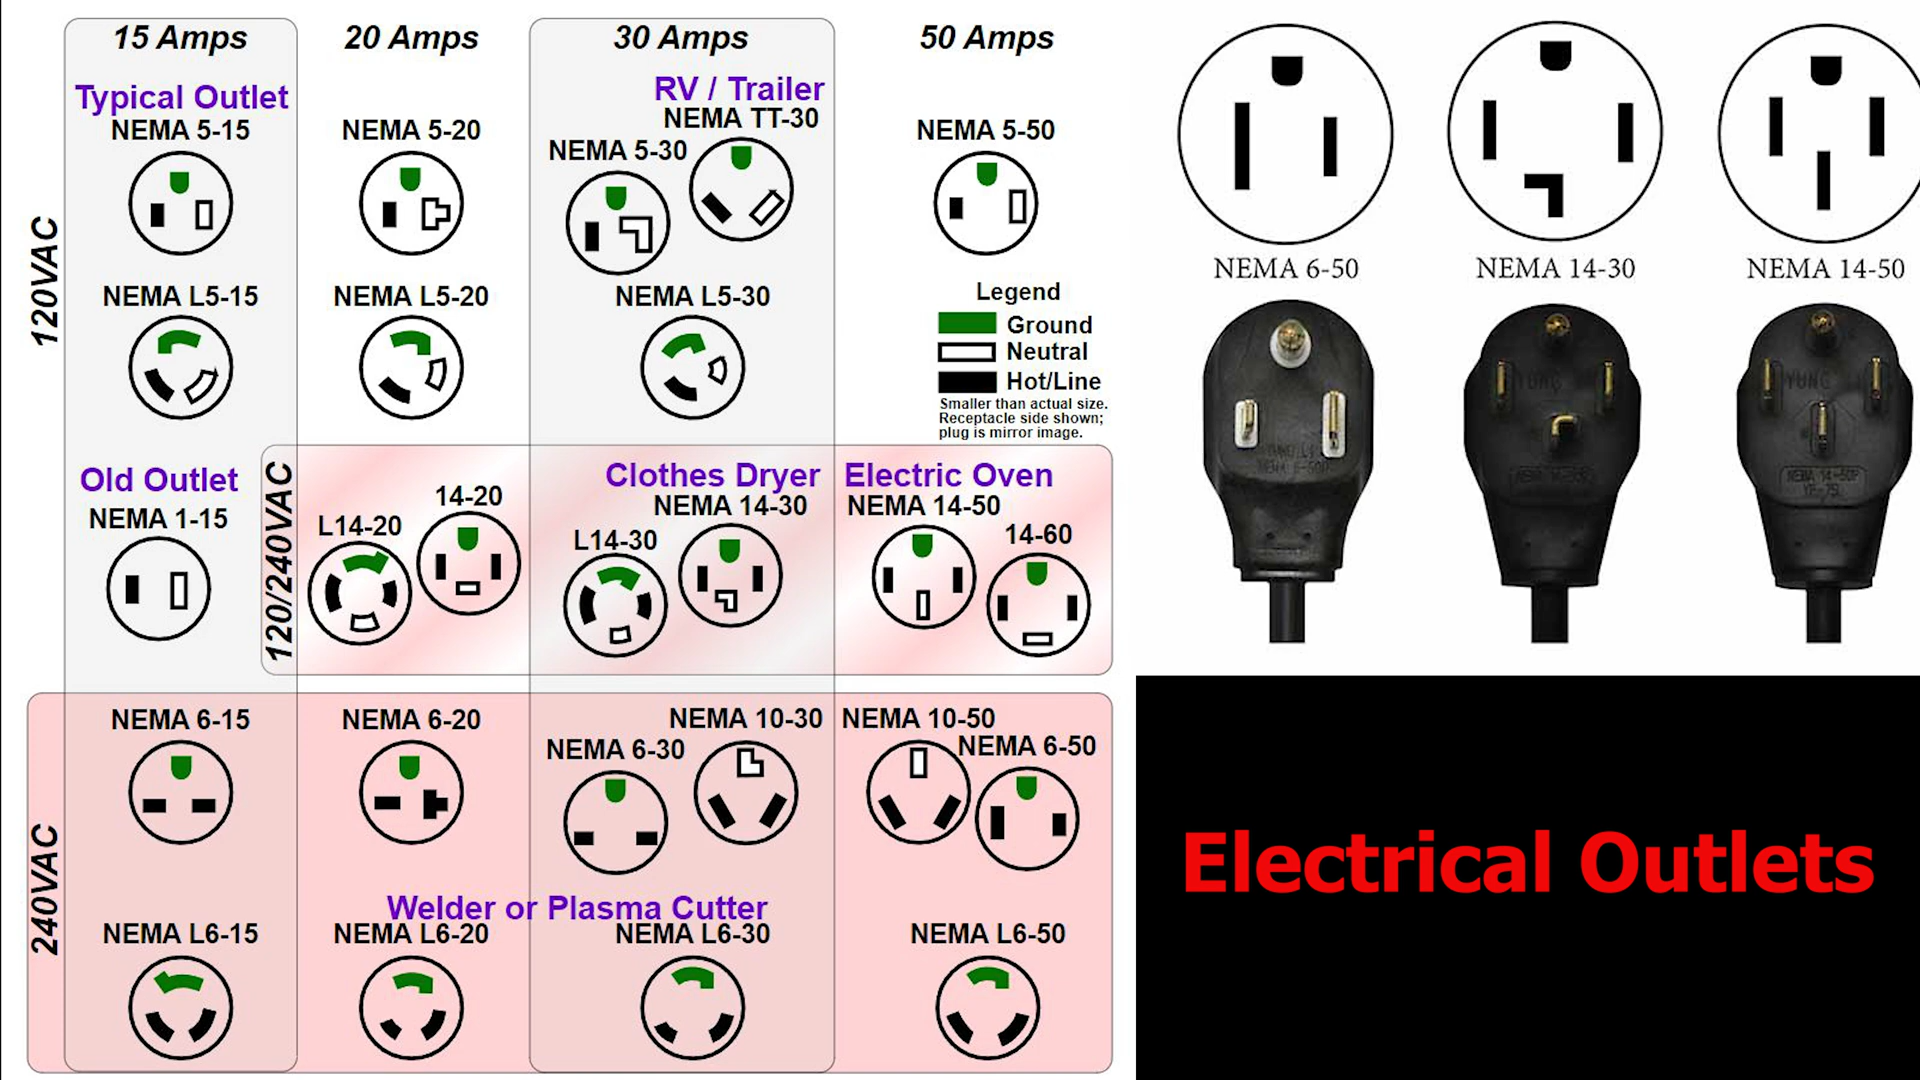 15 Amps
20 Amps
30 Amps
50 Amps
120VAC
Typical Outlet
NEMA 5-15
NEMA 5-20
RV / Trailer
NEMA TT-30
NEMA 5-30
NEMA 5-50
NEMA L5-15
NEMA L5-20
NEMA L5-30
Legend
Ground
Neutral
Hot/Line
Smaller than actual size.
Receptacle side shown;
plug is mirror image.
Old Outlet
NEMA 1-15
120/240VAC
L14-20
14-20
Clothes Dryer
NEMA 14-30
L14-30
Electric Oven
NEMA 14-50
14-60
240VAC
NEMA 6-15
NEMA 6-20
NEMA 6-30
NEMA 10-30
NEMA 10-50
NEMA 6-50
Welder or Plasma Cutter
NEMA L6-15
NEMA L6-20
NEMA L6-30
NEMA L6-50
NEMA 6-50
NEMA 14-30
NEMA 14-50
YUNG
Electrical Outlets